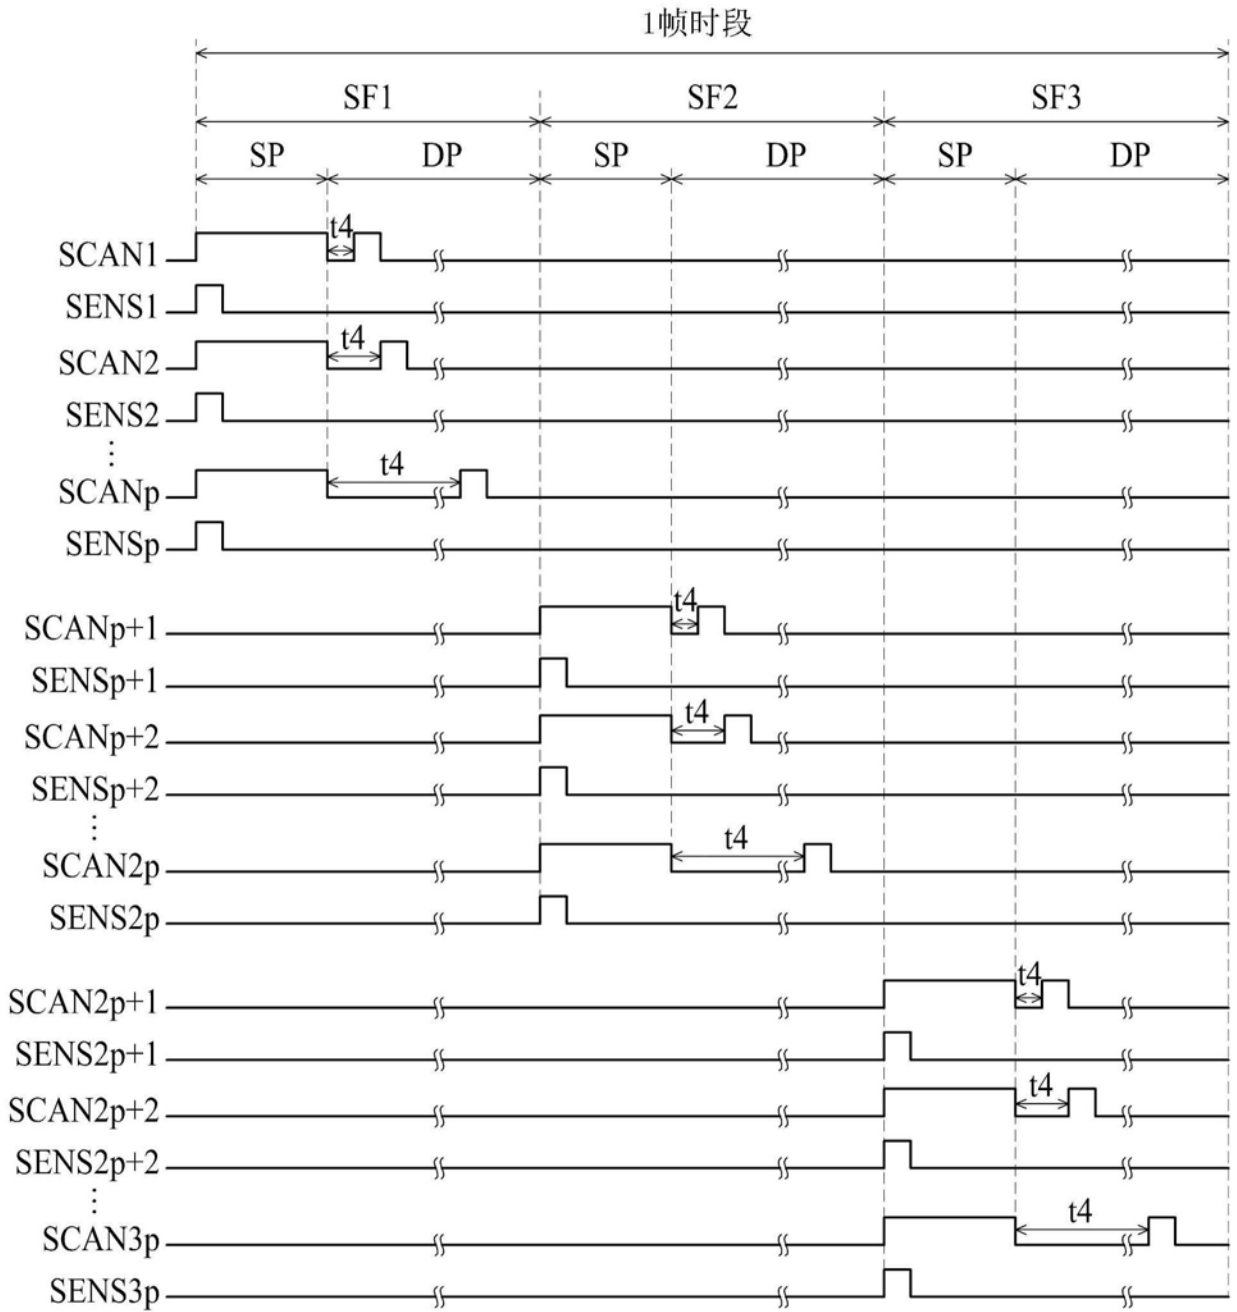 1帧时段
SF1 SF2 SF3
SP DP SP DP SP DP
t4
SCAN1
SENS1
t4
SCAN2
SENS2
⋮
t4
SCANp
SENSp
t4
SCANp+1
SENSp+1
t4
SCANp+2
SENSp+2
⋮
t4
SCAN2p
SENS2p
t4
SCAN2p+1
SENS2p+1
t4
SCAN2p+2
SENS2p+2
⋮
t4
SCAN3p
SENS3p